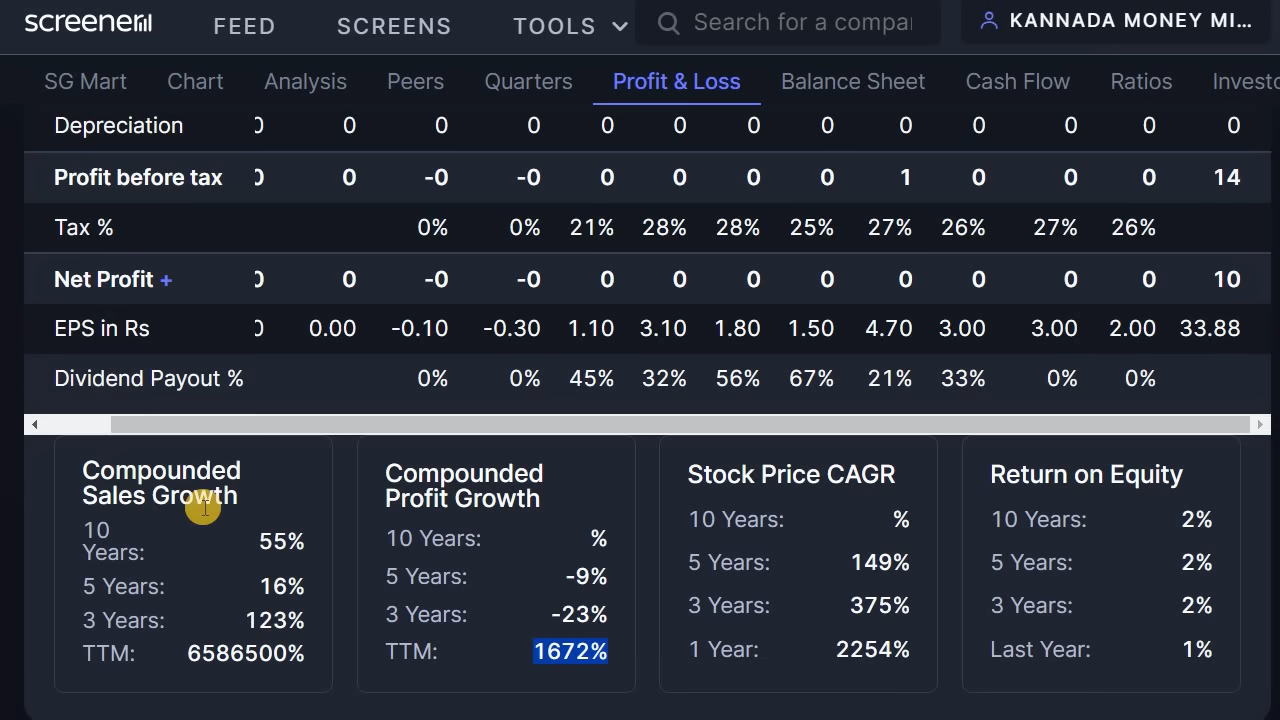 screener
FEED SCREENS TOOLS Search for a compar KANNADA MONEY MI...
SG Mart Chart Analysis Peers Quarters Profit & Loss Balance Sheet Cash Flow Ratios Investo
Depreciation 0 0 0 0 0 0 0 0 0 0 0 0 0
Profit before tax 0 0 -0 -0 0 0 0 0 1 0 0 0 14
Tax % 0% 0% 21% 28% 28% 25% 27% 26% 27% 26%
Net Profit + 0 0 -0 -0 0 0 0 0 0 0 0 0 10
EPS in Rs 0 0.00 -0.10 -0.30 1.10 3.10 1.80 1.50 4.70 3.00 3.00 2.00 33.88
Dividend Payout % 0% 0% 45% 32% 56% 67% 21% 33% 0% 0%
Compounded
Sales Growth
10
Years: 55%
5 Years: 16%
3 Years: 123%
TTM: 6586500%
Compounded
Profit Growth
10 Years: %
5 Years: -9%
3 Years: -23%
TTM: 1672%
Stock Price CAGR
10 Years: %
5 Years: 149%
3 Years: 375%
1 Year: 2254%
Return on Equity
10 Years: 2%
5 Years: 2%
3 Years: 2%
Last Year: 1%